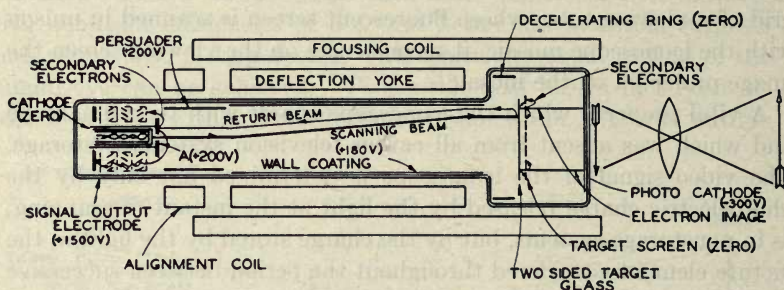 DECELERATING RING (ZERO)
PERSUADER
(+200V)
FOCUSING COIL
SECONDARY
ELECTRONS
DEFLECTION YOKE
SECONDARY
ELECTONS
CATHODE
(ZERO)
RETURN BEAM
SCANNING BEAM
A(+200V)
(+180V)
WALL COATING
SIGNAL OUTPUT
ELECTRODE
(+1500V)
PHOTO CATHODE
(-300V)
ELECTRON IMAGE
ALIGNMENT COIL
TARGET SCREEN (ZERO)
TWO SIDED TARGET
GLASS